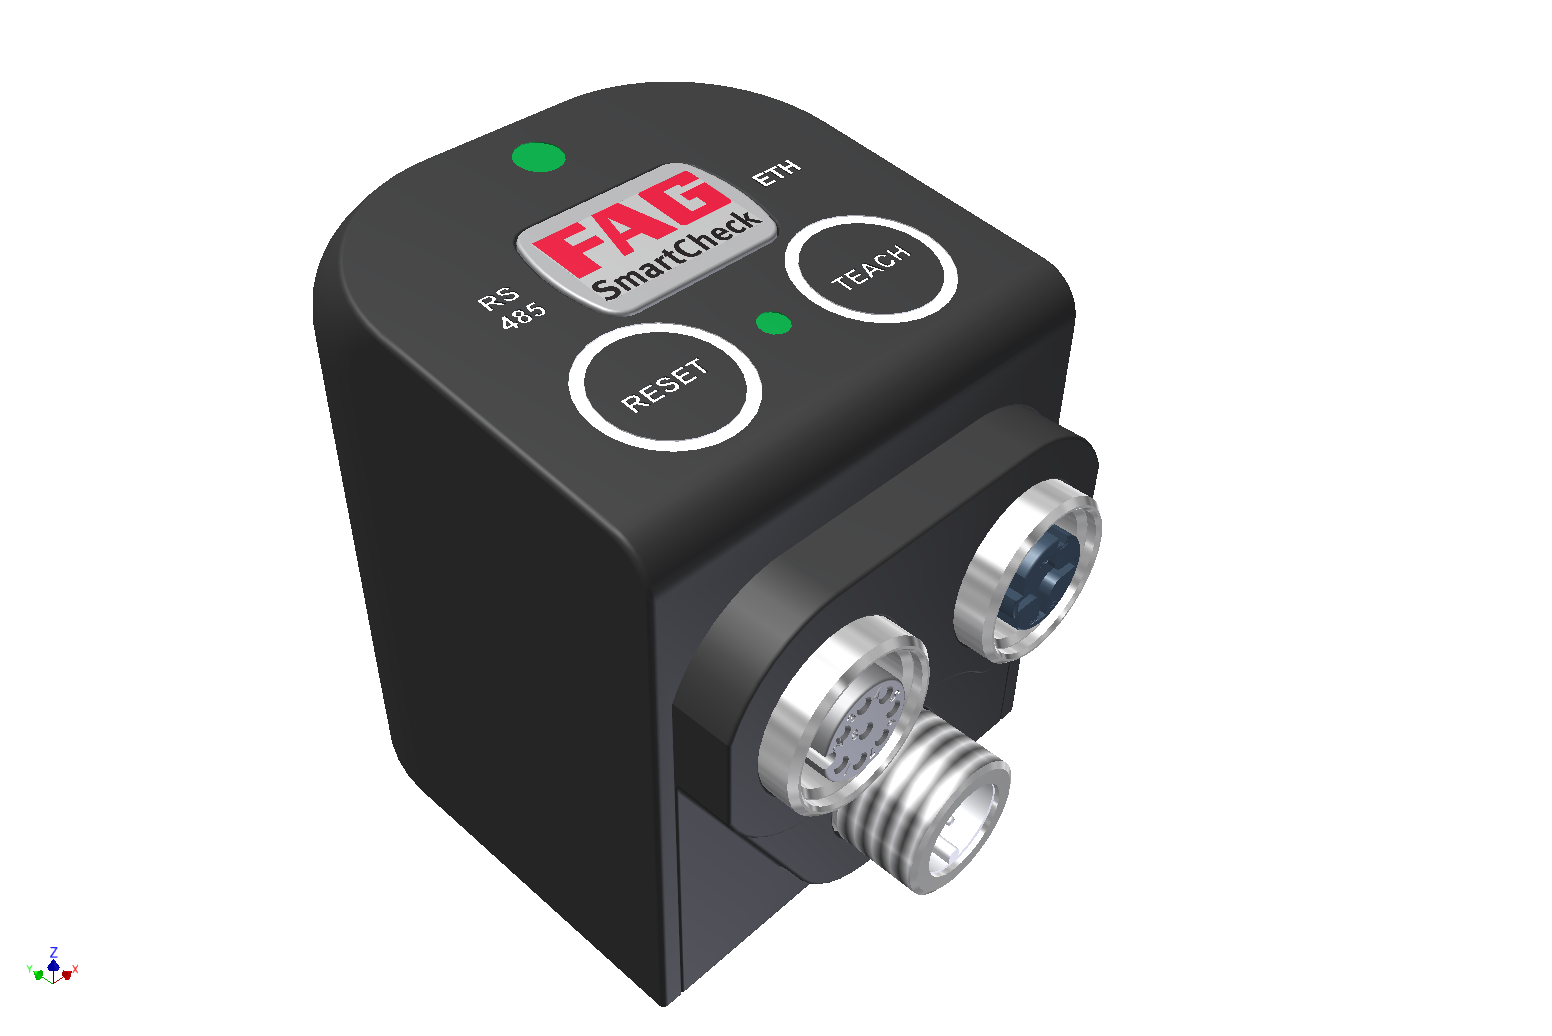 FAG
SmartCheck
ETH
RS
485
TEACH
RESET
Z
Y
X